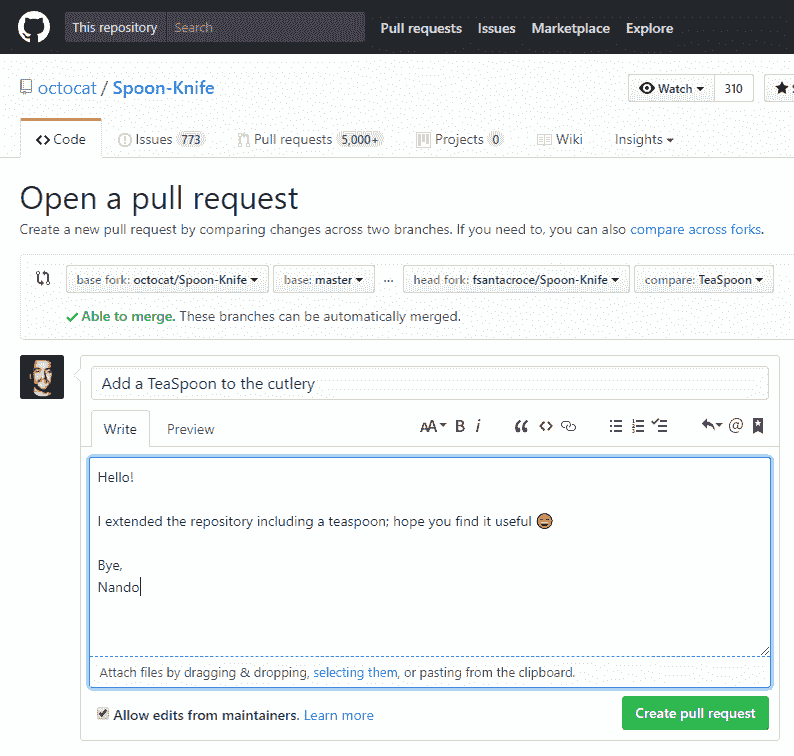 This repository Search Pull requests Issues Marketplace Explore
octocat / Spoon-Knife Watch 310
Code Issues 773 Pull requests 5,000+ Projects 0 Wiki Insights
Open a pull request
Create a new pull request by comparing changes across two branches. If you need to, you can also compare across forks.
base fork: octocat/Spoon-Knife base: master ... head fork: fsantacroce/Spoon-Knife compare: TeaSpoon
Able to merge. These branches can be automatically merged.
Add a TeaSpoon to the cutlery
Write Preview AA B i
Hello!
I extended the repository including a teaspoon; hope you find it useful 😄
Bye,
Nando
Attach files by dragging & dropping, selecting them, or pasting from the clipboard.
Allow edits from maintainers. Learn more Create pull request